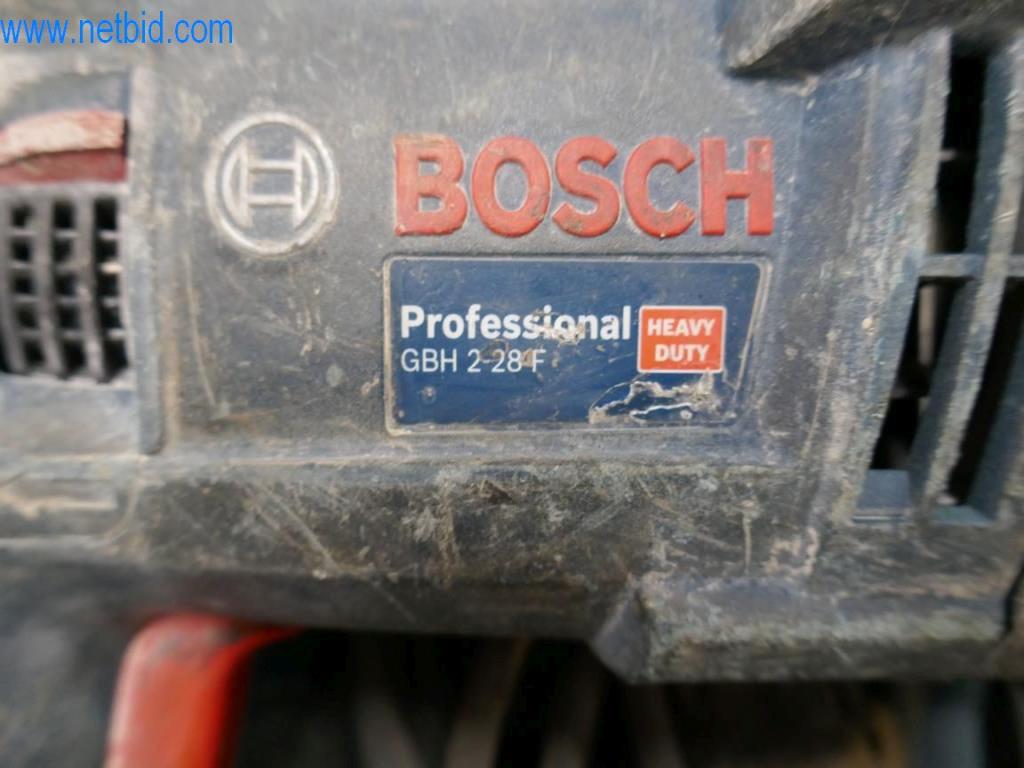 www.netbid.com
BOSCH
Professional
HEAVY
DUTY
GBH 2-28 F